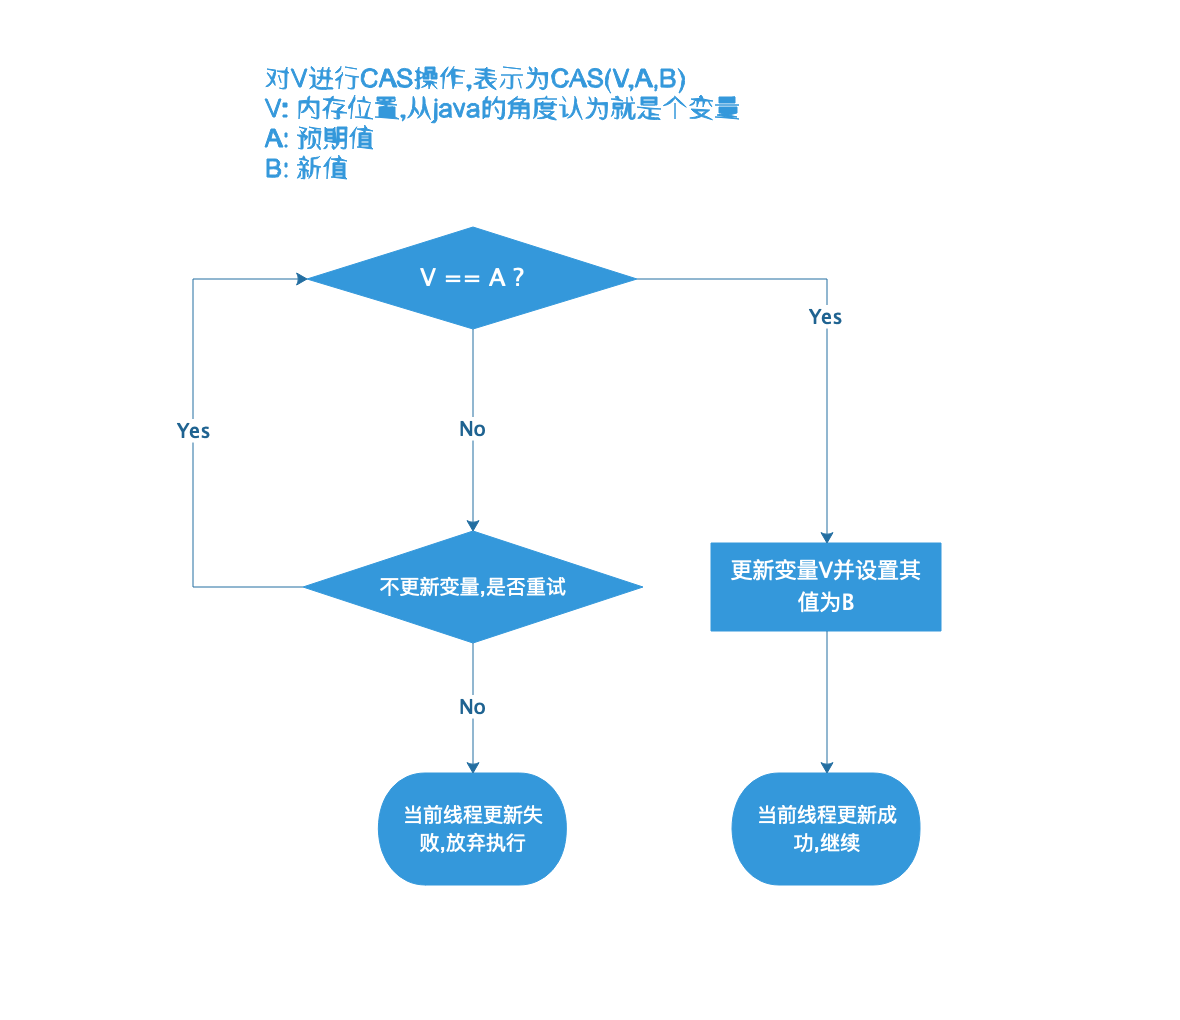 对V进行CAS操作,表示为CAS(V,A,B)
V: 内存位置,从java的角度认为就是个变量
A: 预期值
B: 新值
V == A ?
Yes
Yes
No
不更新变量,是否重试
更新变量V并设置其
值为B
No
当前线程更新失
败,放弃执行
当前线程更新成
功,继续